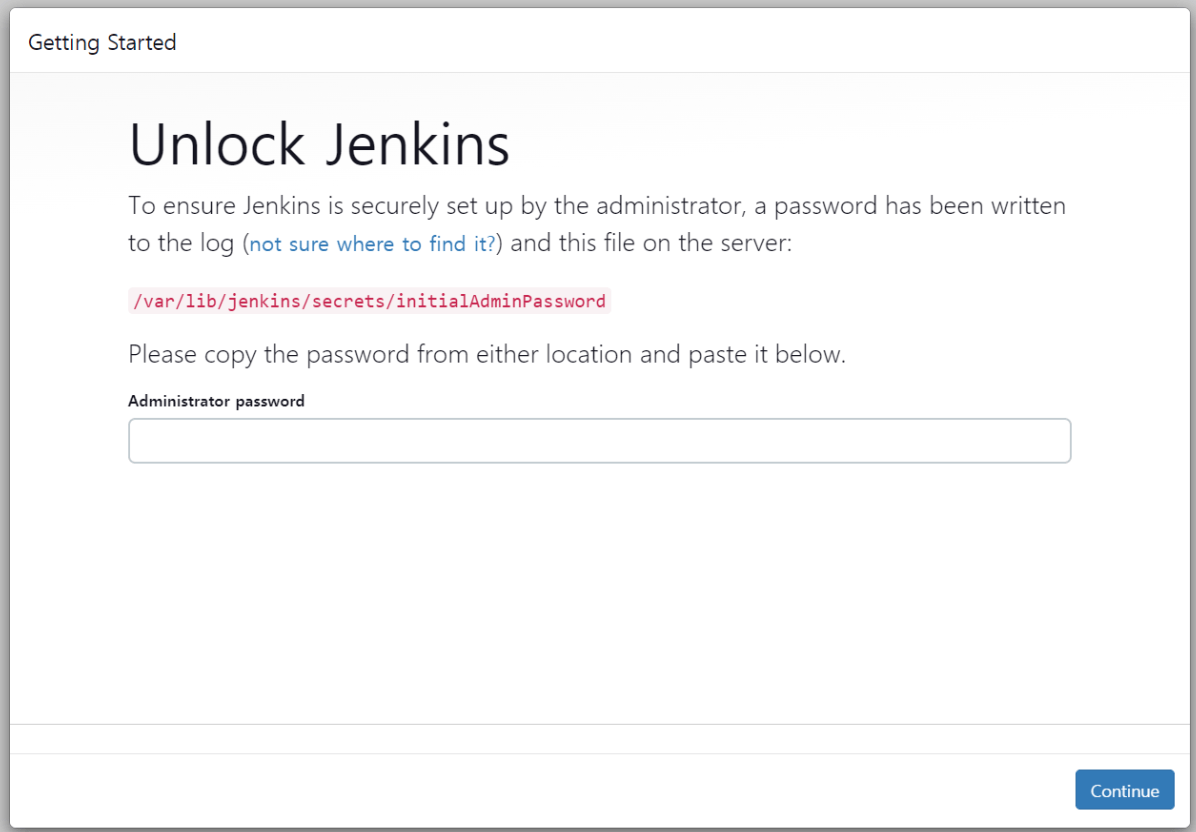 Getting Started
Unlock Jenkins
To ensure Jenkins is securely set up by the administrator, a password has been written
to the log (not sure where to find it?) and this file on the server:
/var/lib/jenkins/secrets/initialAdminPassword
Please copy the password from either location and paste it below.
Administrator password
Continue